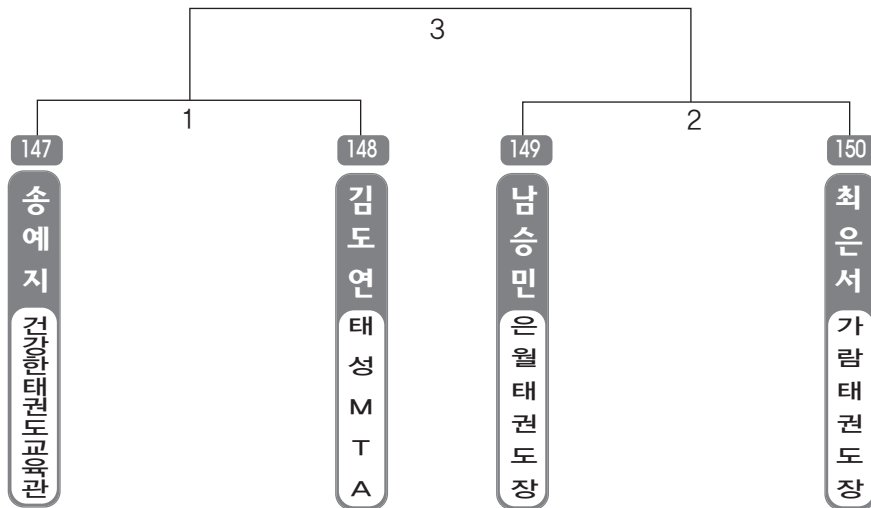 3
1
2
147
송예지
건강한태권도교육관
148
김도연
태성MTA
149
남승민
은월태권도장
150
최은서
가람태권도장